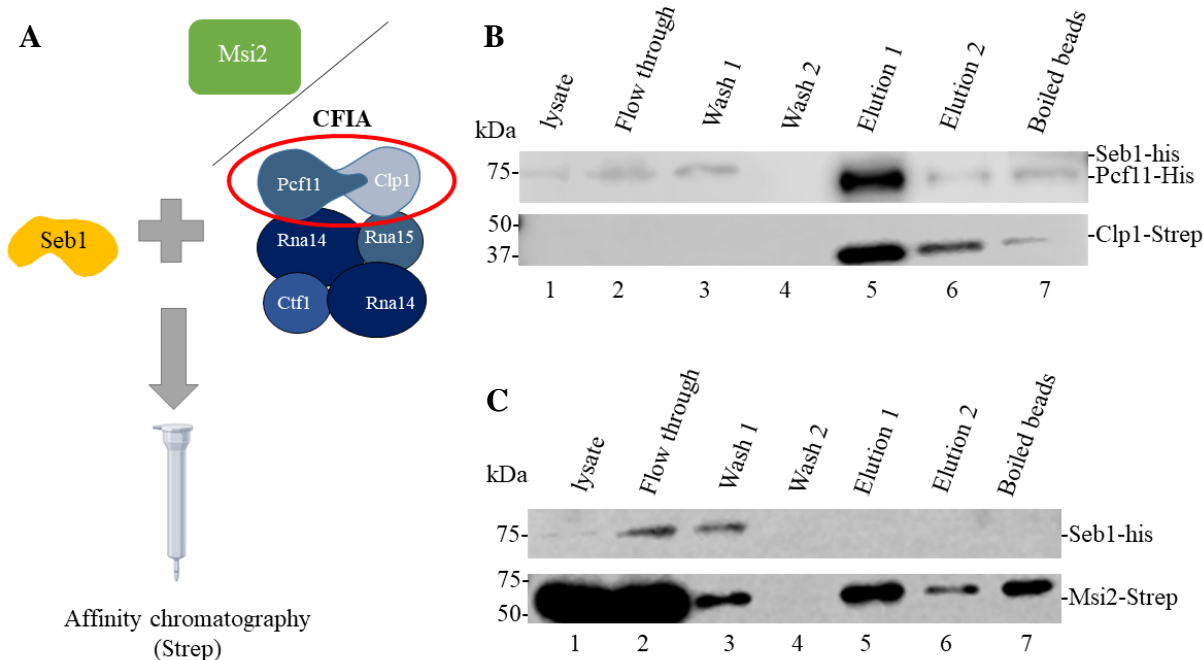 A
Msi2
CFIA
Pcf11
Clp1
Seb1
Rna14
Rna15
Ctf1
Rna14
Affinity chromatography
(Strep)
B
lysate
Flow through
Wash 1
Wash 2
Elution 1
Elution 2
Boiled beads
kDa
75-
-Seb1-his
-Pcf11-His
50-
37-
-Clp1-Strep
1 2 3 4 5 6 7
C
lysate
Flow through
Wash 1
Wash 2
Elution 1
Elution 2
Boiled beads
kDa
75-
-Seb1-his
75-
50-
-Msi2-Strep
1 2 3 4 5 6 7